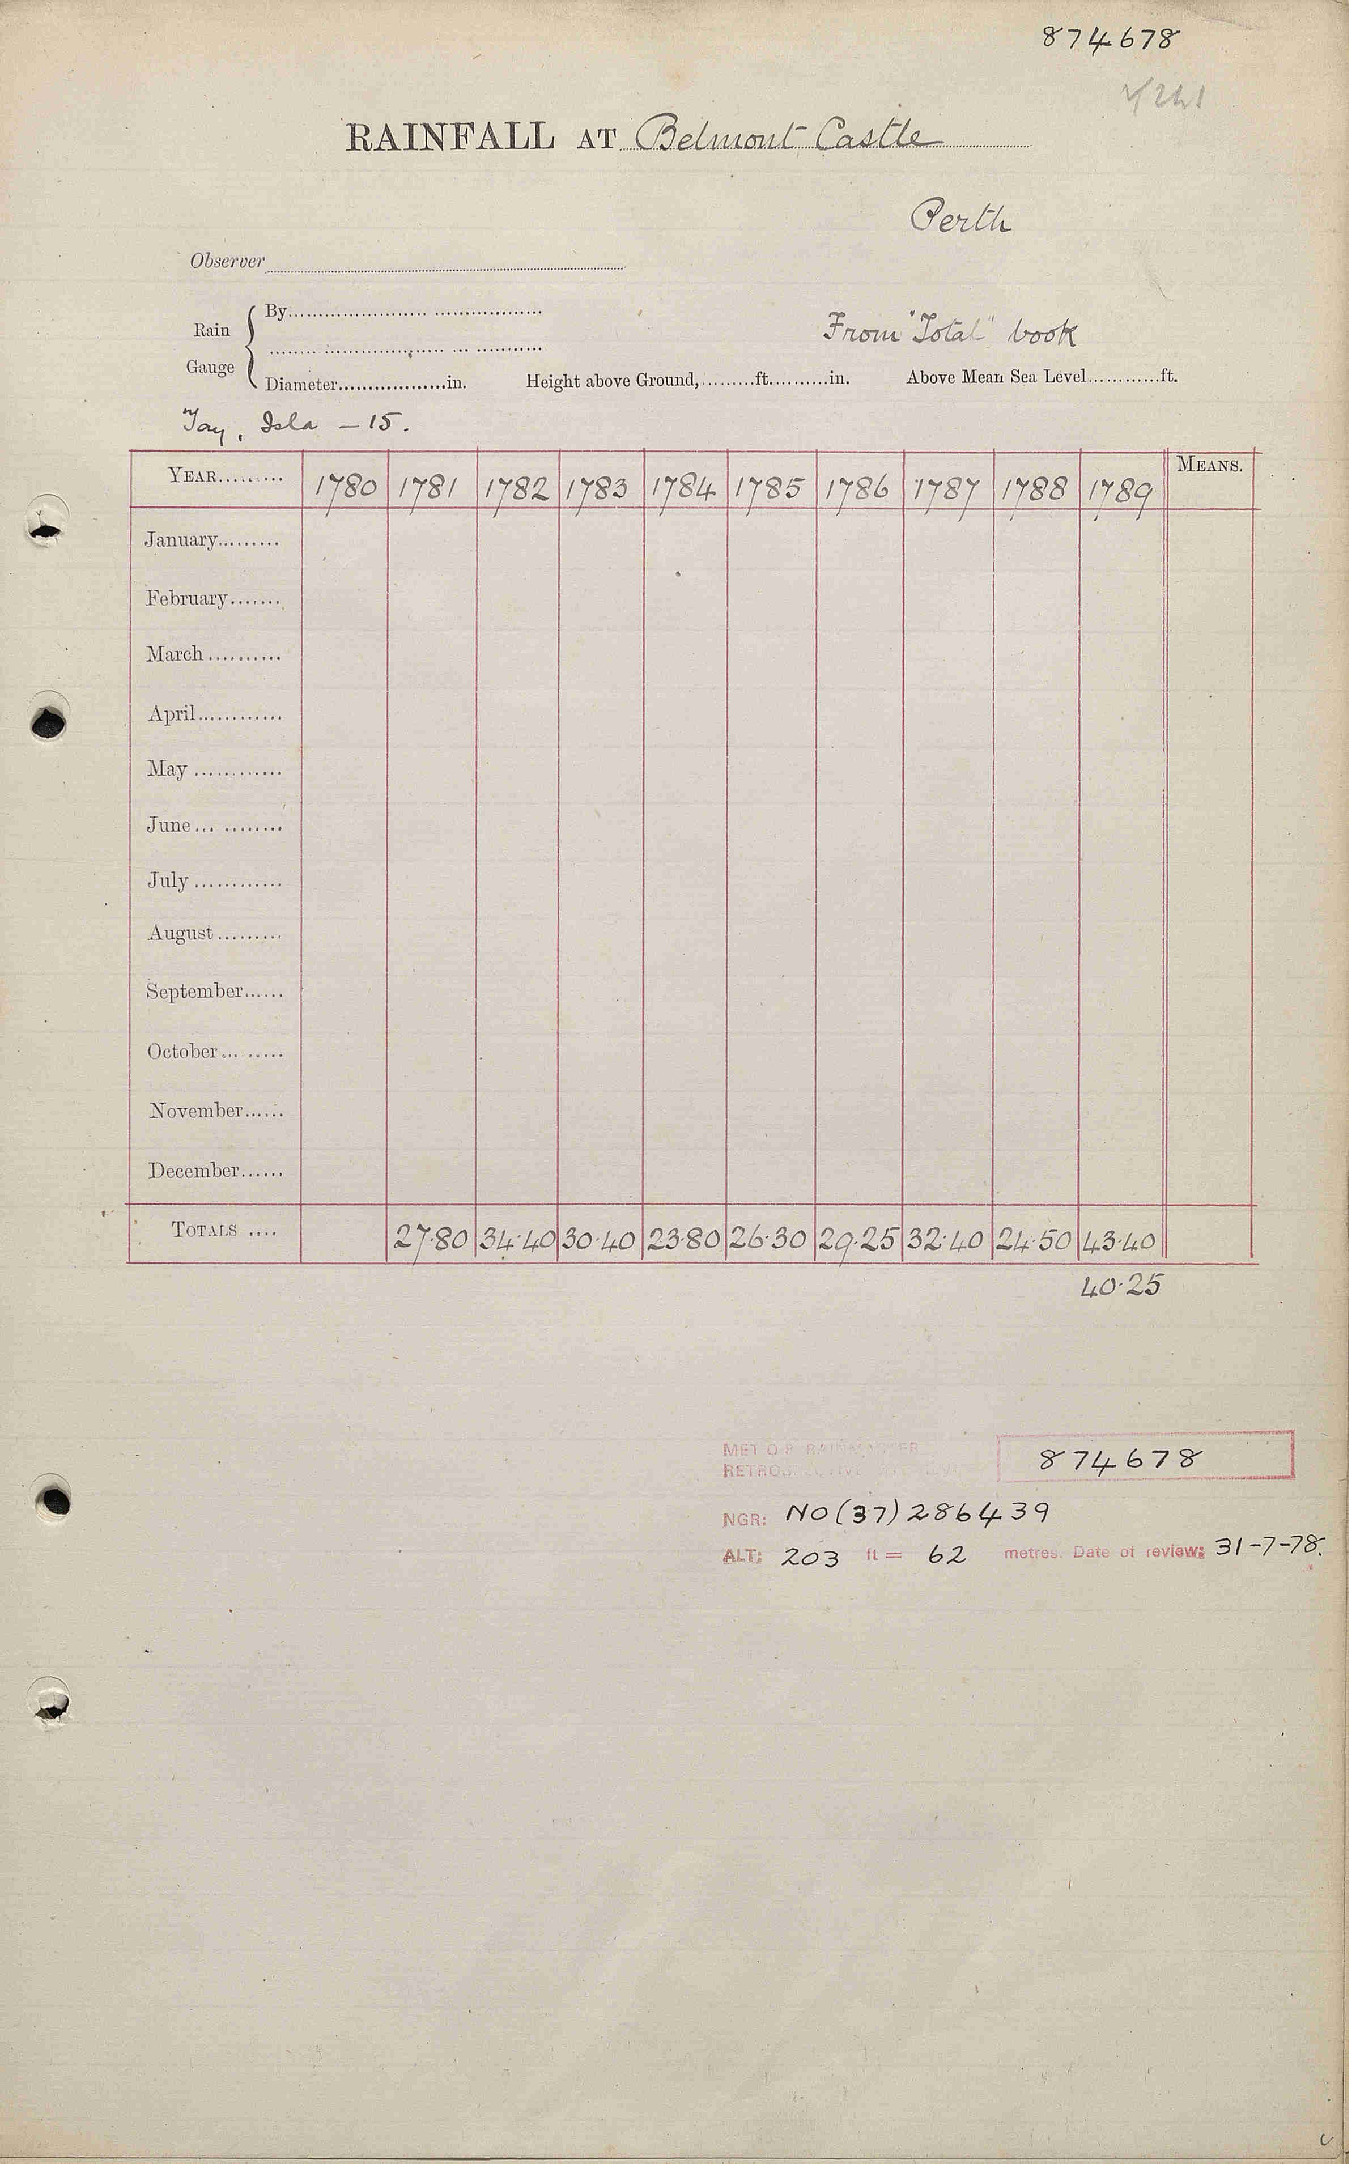 874678
RAINFALL AT Belmont Castle
Perth
Observer
Rain Gauge
By
From "Total" book
Diameter in. Height above Ground, ft. in. Above Mean Sea Level ft.
Tay, Isla - 15.
YEAR 1780 1781 1782 1783 1784 1785 1786 1787 1788 1789 MEANS.
January
February
March
April
May
June
July
August
September
October
November
December
TOTALS 27.80 34.40 30.40 23.80 26.30 29.25 32.40 24.50 43.40
40.25
MET O 8 874678
NGR: NO (37) 286439
ALT: 203 ft = 62 metres. Date of review: 31-7-78.